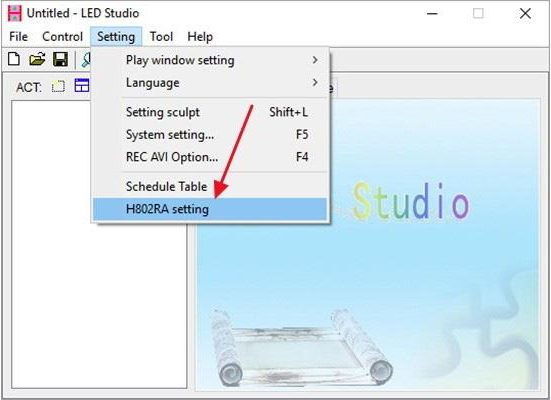 Untitled - LED Studio
File Control Setting Tool Help
Play window setting
Language
ACT:
Setting sculpt Shift+L
System setting... F5
REC AVI Option... F4
Schedule Table
H802RA setting
Studio